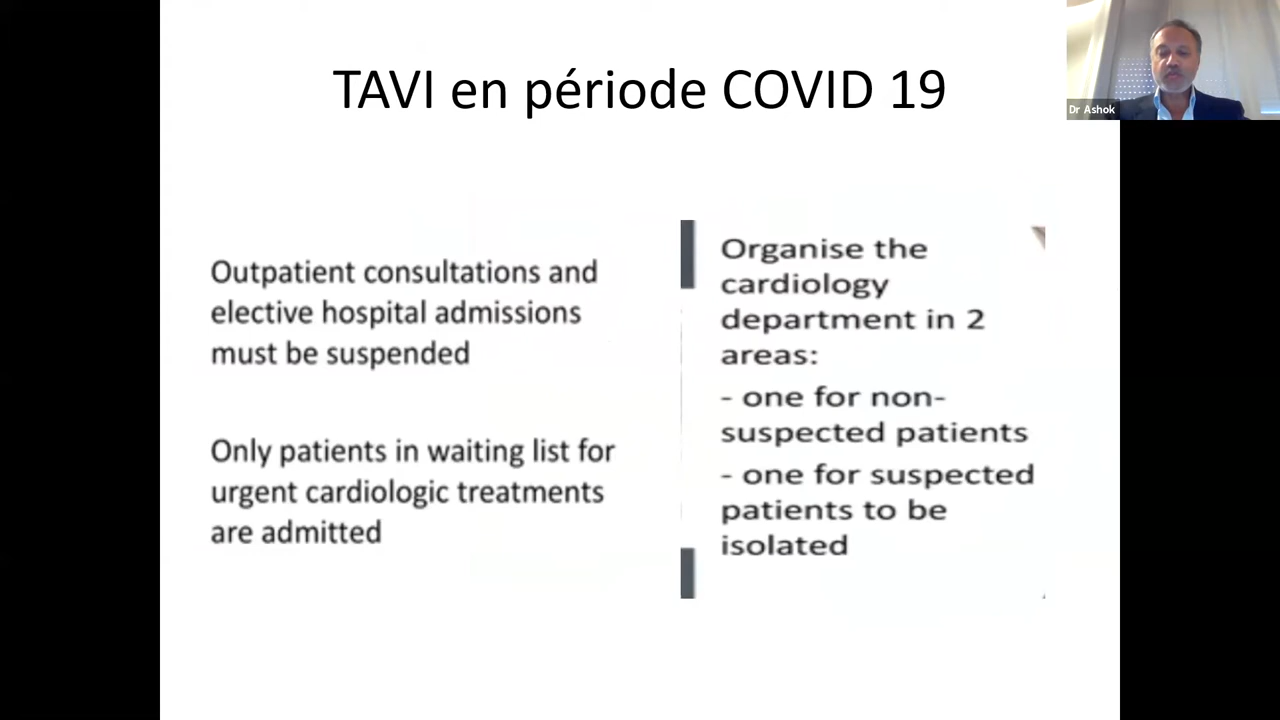 TAVI en période COVID 19
Dr Ashok
Outpatient consultations and
elective hospital admissions
must be suspended
Only patients in waiting list for
urgent cardiologic treatments
are admitted
Organise the
cardiology
department in 2
areas:
- one for non-
suspected patients
- one for suspected
patients to be
isolated